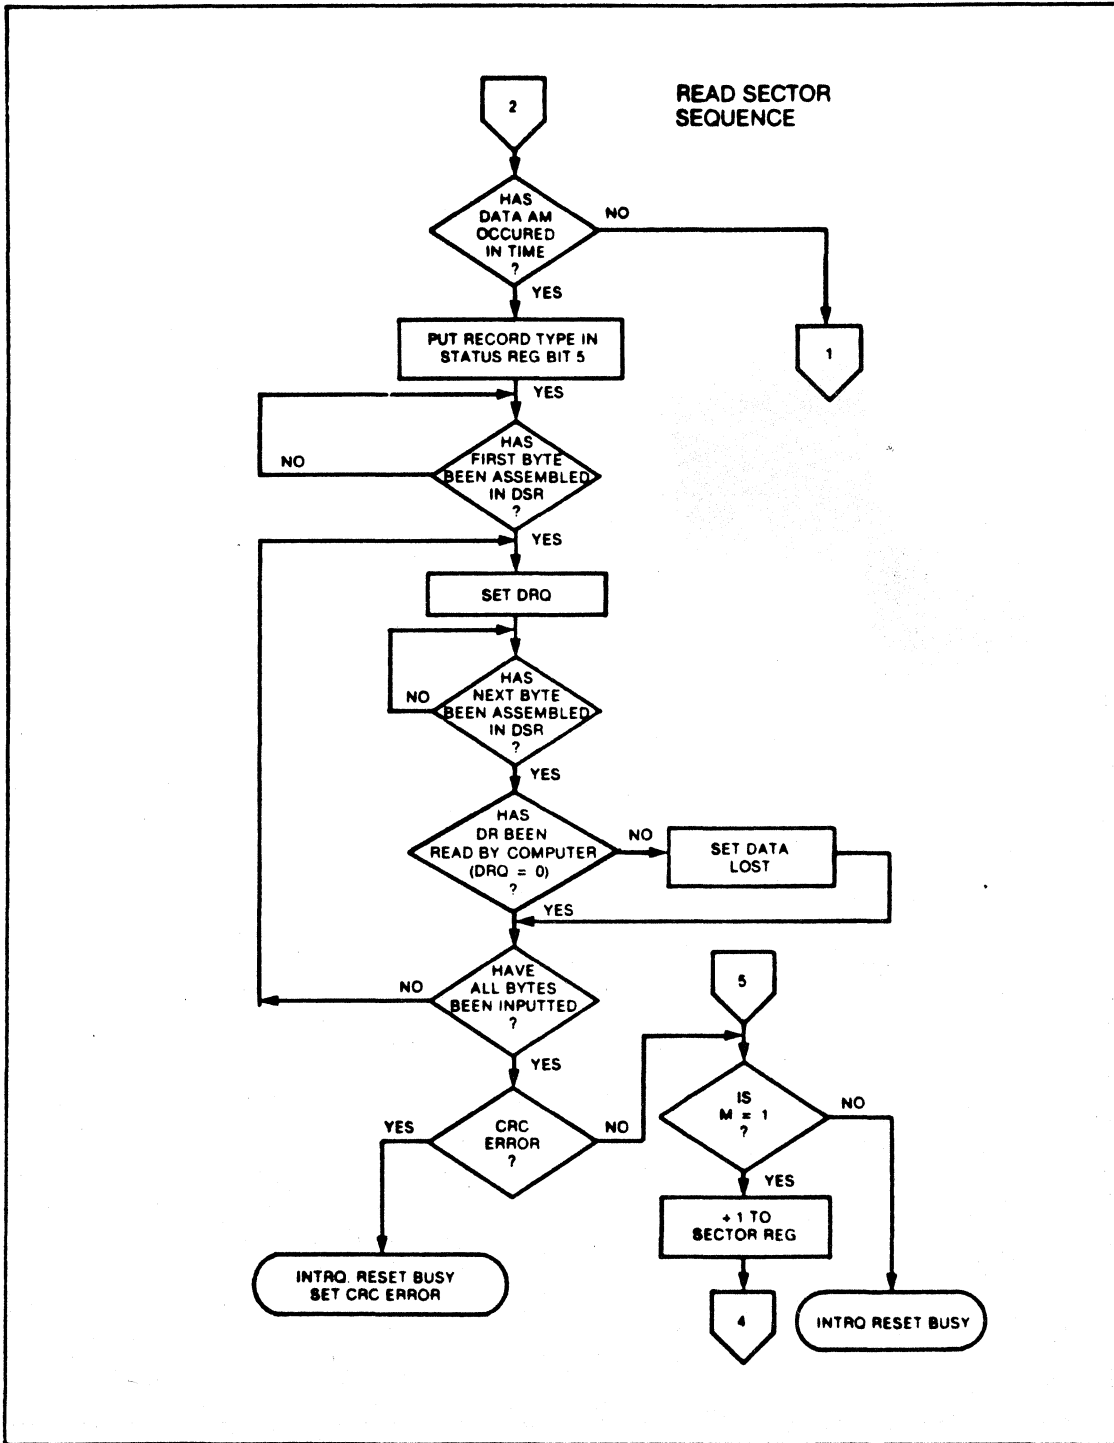 2
READ SECTOR
SEQUENCE
HAS
DATA AM
OCCURED
IN TIME
?
NO
YES
PUT RECORD TYPE IN
STATUS REG BIT 5
1
YES
HAS
FIRST BYTE
BEEN ASSEMBLED
IN DSR
?
NO
YES
SET DRQ
HAS
NEXT BYTE
BEEN ASSEMBLED
IN DSR
?
NO
YES
HAS
DR BEEN
READ BY COMPUTER
(DRQ = 0)
?
NO
SET DATA
LOST
YES
HAVE
ALL BYTES
BEEN INPUTTED
?
NO
YES
5
CRC
ERROR
?
YES
NO
IS
M = 1
?
NO
YES
+ 1 TO
SECTOR REG
INTRQ. RESET BUSY
SET CRC ERROR
4
INTRQ RESET BUSY